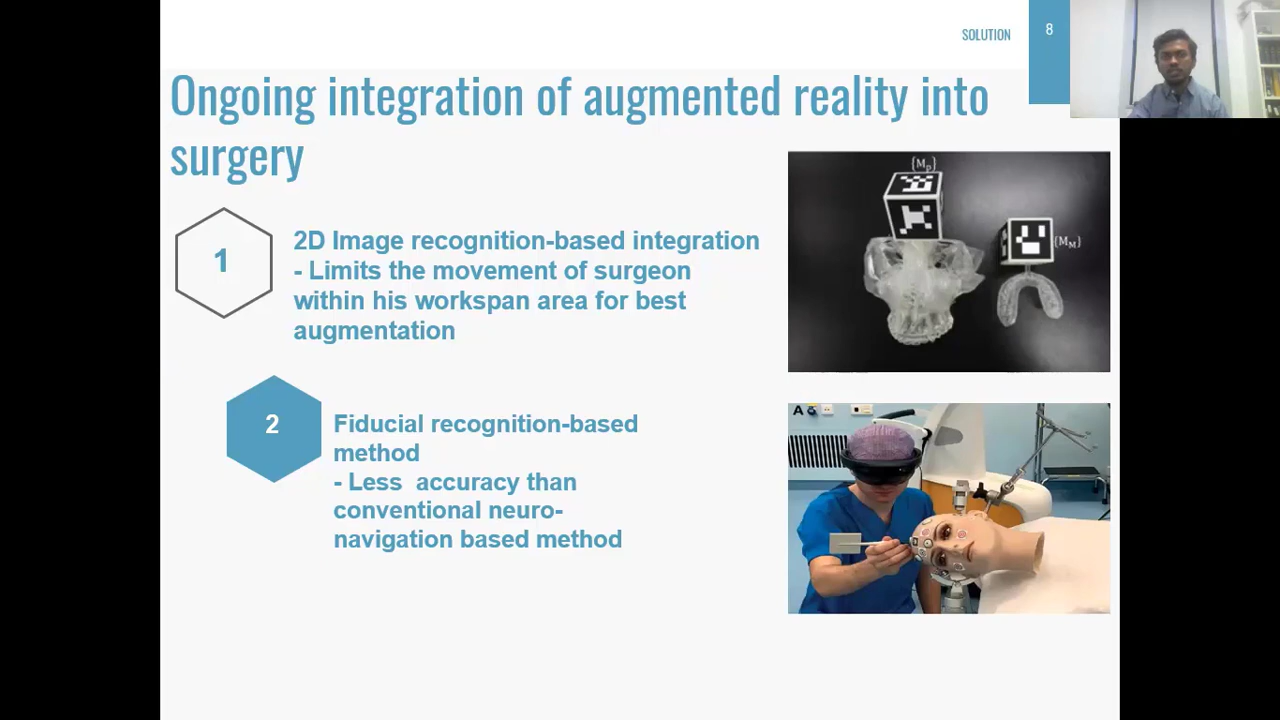 SOLUTION
8
Ongoing integration of augmented reality into
surgery
1
2D Image recognition-based integration
- Limits the movement of surgeon
within his workspan area for best
augmentation
{Mp}
{MM}
2
Fiducial recognition-based
method
- Less accuracy than
conventional neuro-
navigation based method
A